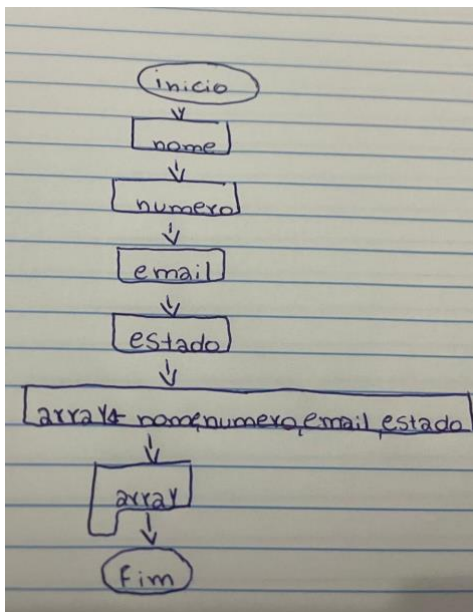 inicio
nome
numero
email
estado
array← nome,numero,email,estado
array
Fim